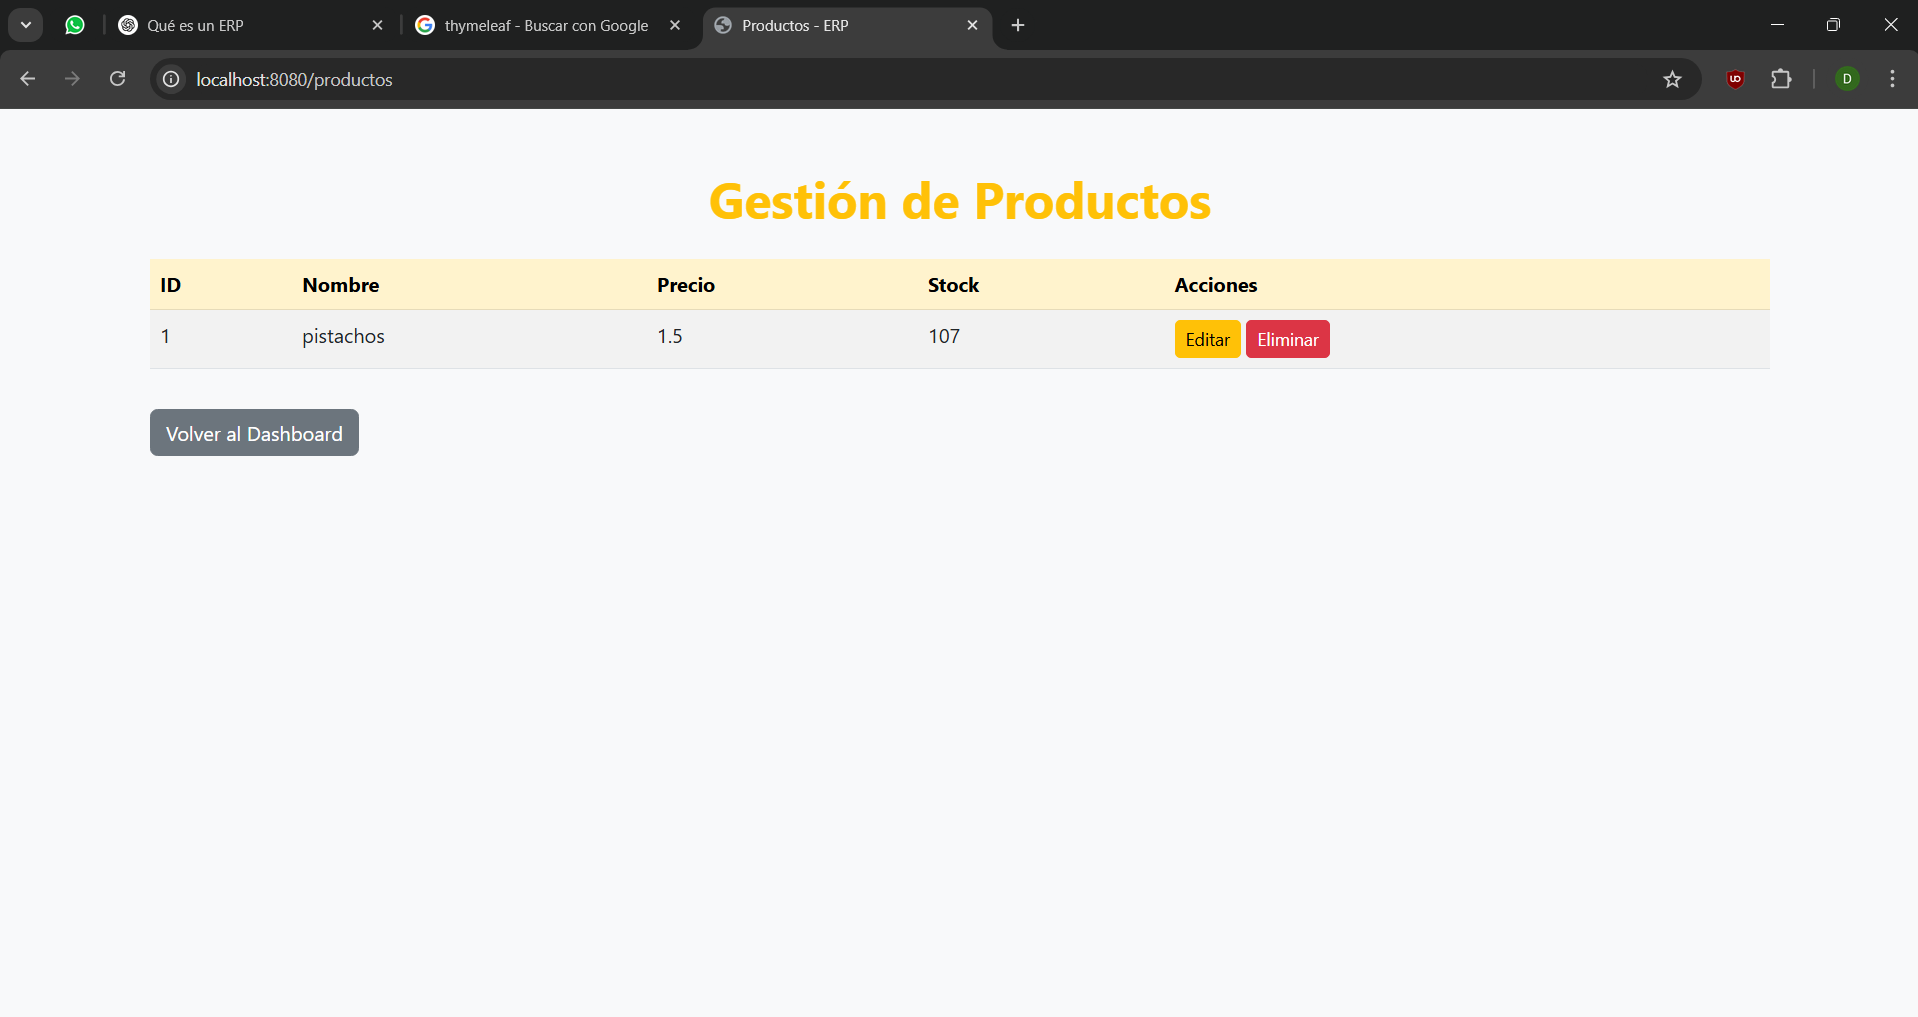 Qué es un ERP
thymeleaf - Buscar con Google
Productos - ERP
localhost:8080/productos
UO
D
Gestión de Productos
ID Nombre Precio Stock Acciones
1 pistachos 1.5 107 Editar Eliminar
Volver al Dashboard